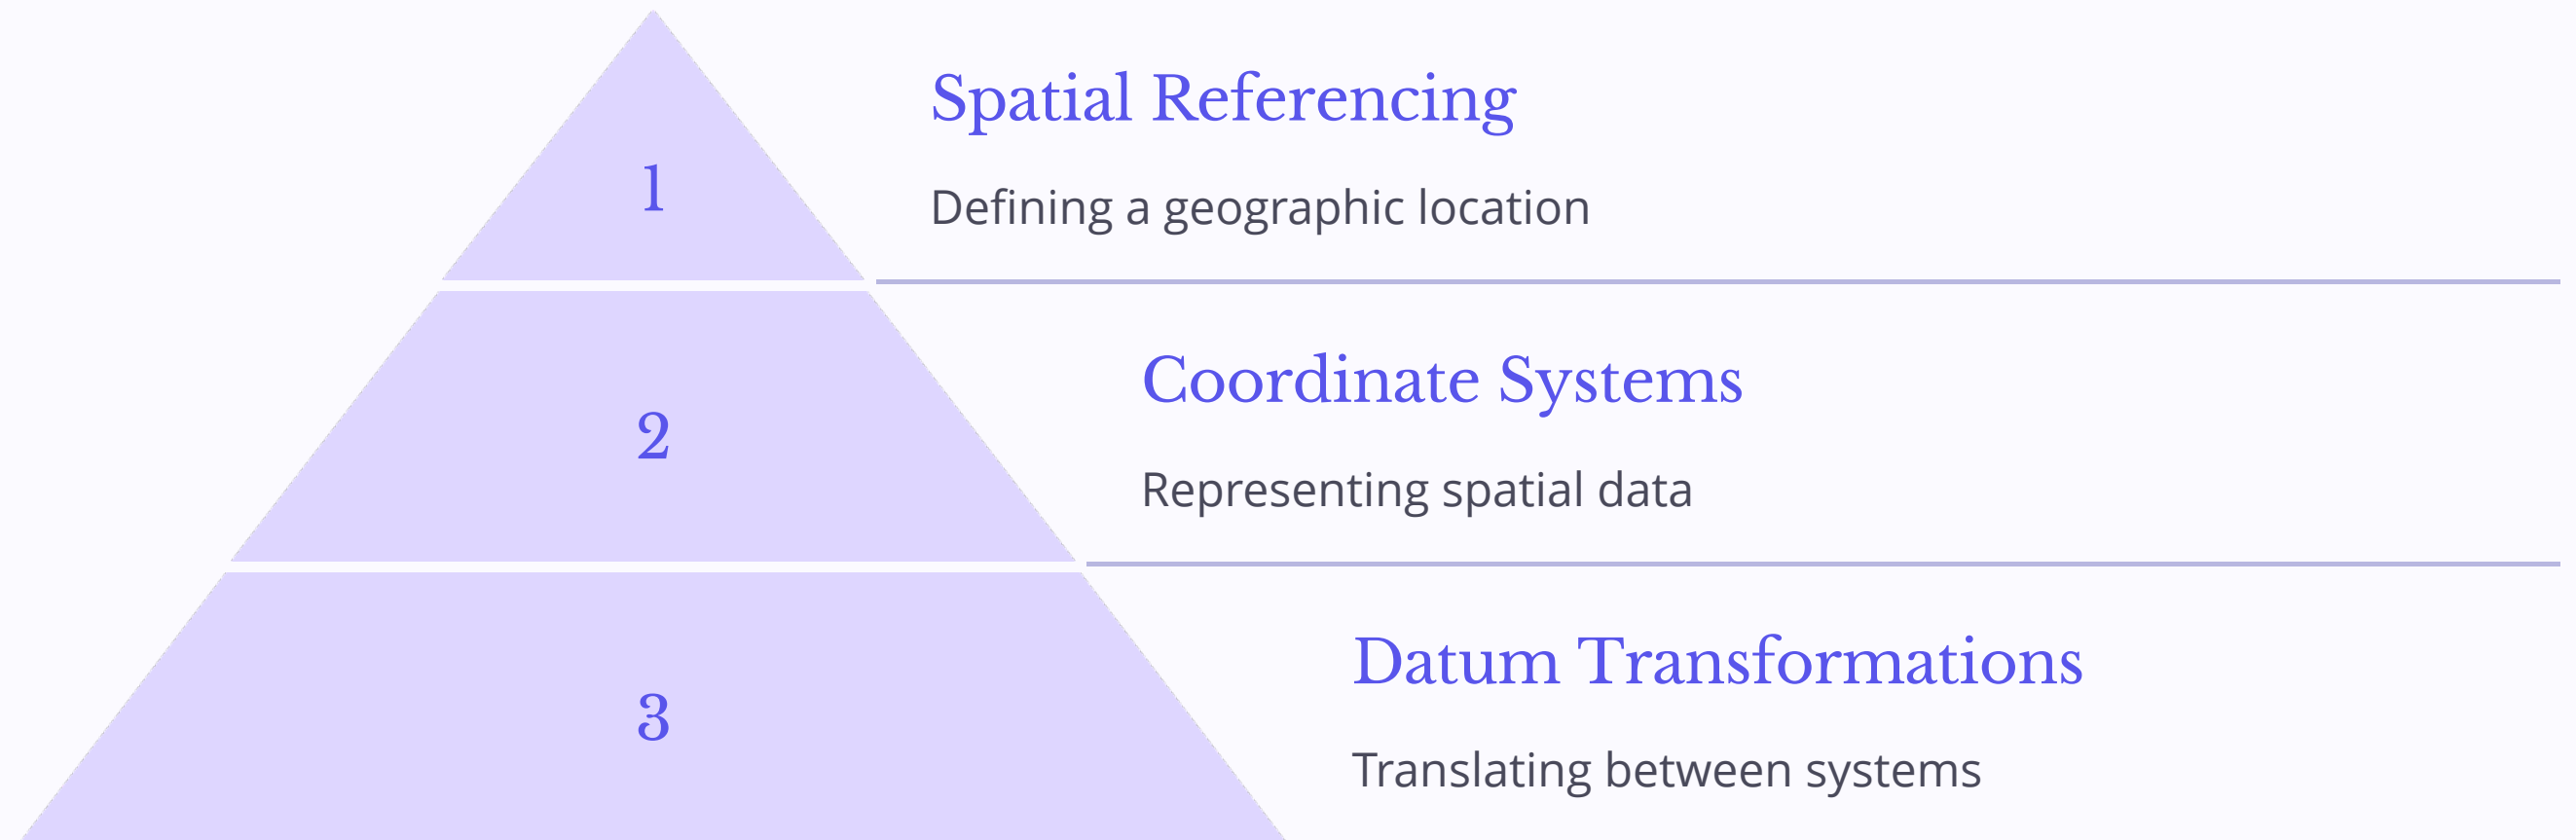 1
Spatial Referencing
Defining a geographic location
2
Coordinate Systems
Representing spatial data
3
Datum Transformations
Translating between systems